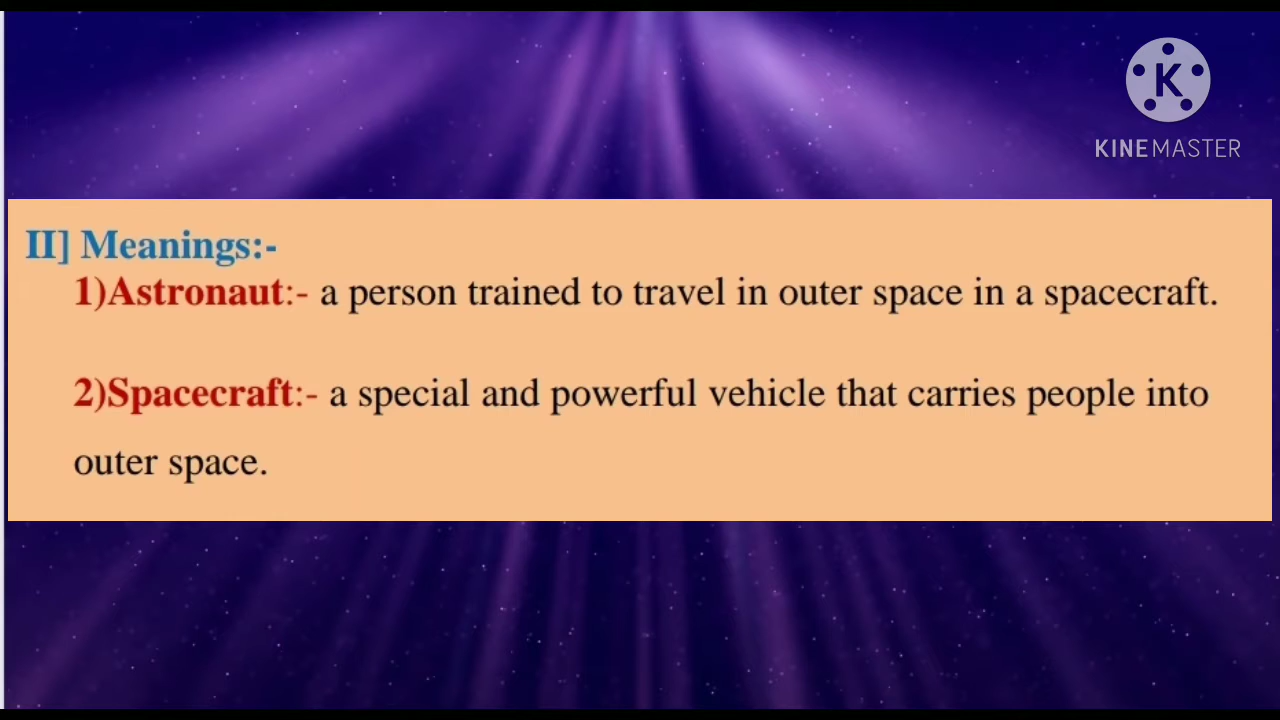 K
KINEMASTER
II] Meanings:-
1)Astronaut:- a person trained to travel in outer space in a spacecraft.
2)Spacecraft:- a special and powerful vehicle that carries people into
outer space.